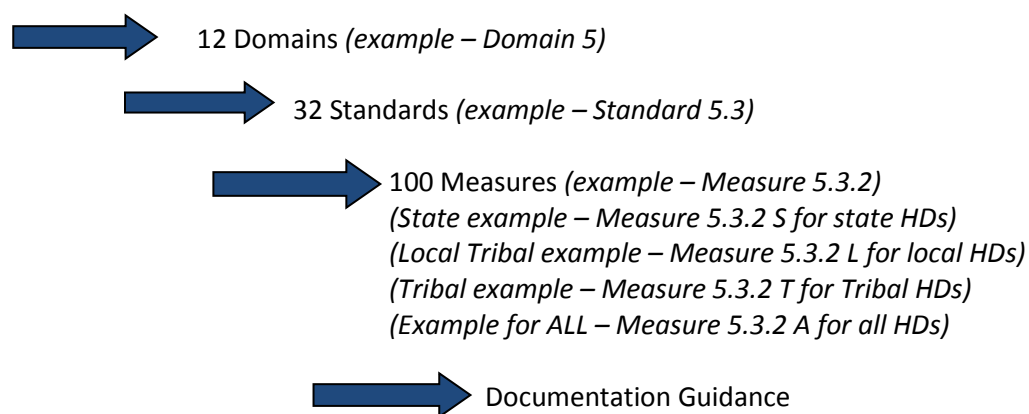 12 Domains (example – Domain 5)
32 Standards (example – Standard 5.3)
100 Measures (example – Measure 5.3.2)
(State example – Measure 5.3.2 S for state HDs)
(Local Tribal example – Measure 5.3.2 L for local HDs)
(Tribal example – Measure 5.3.2 T for Tribal HDs)
(Example for ALL – Measure 5.3.2 A for all HDs)
Documentation Guidance